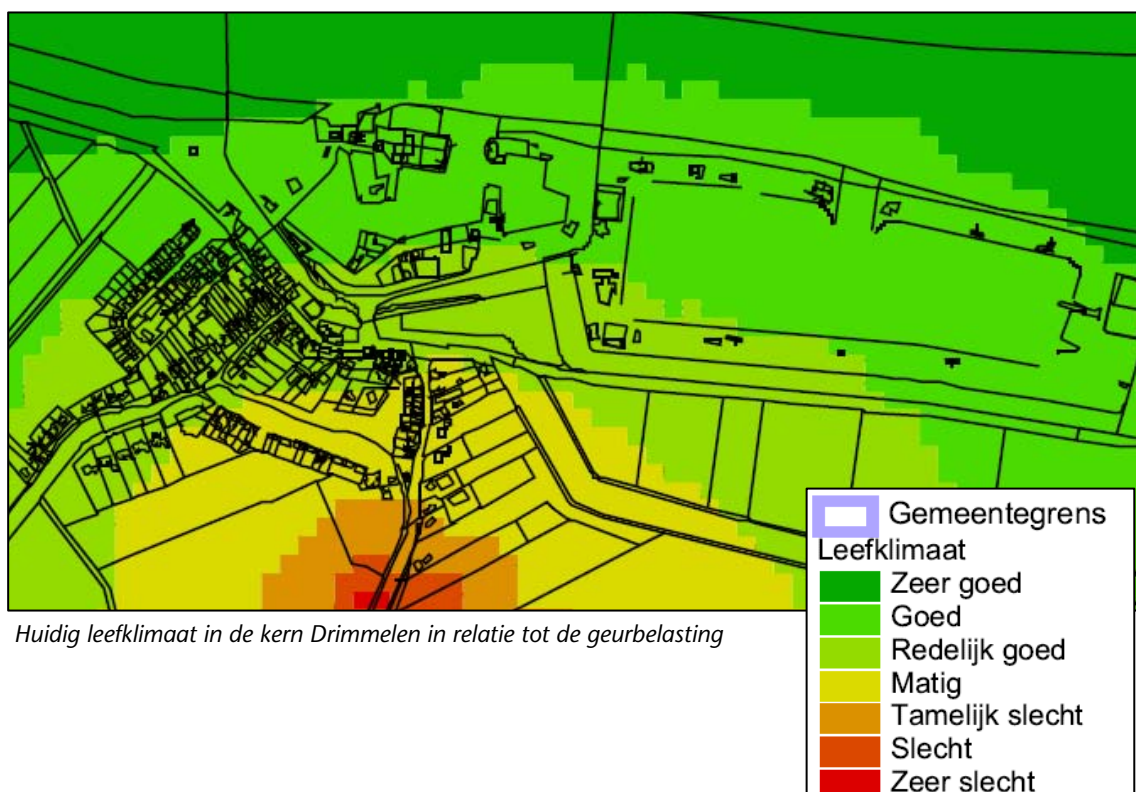 Huidig leefklimaat in de kern Drimmelen in relatie tot de geurbelasting
Gemeentegrens
Leefklimaat
Zeer goed
Goed
Redelijk goed
Matig
Tamelijk slecht
Slecht
Zeer slecht